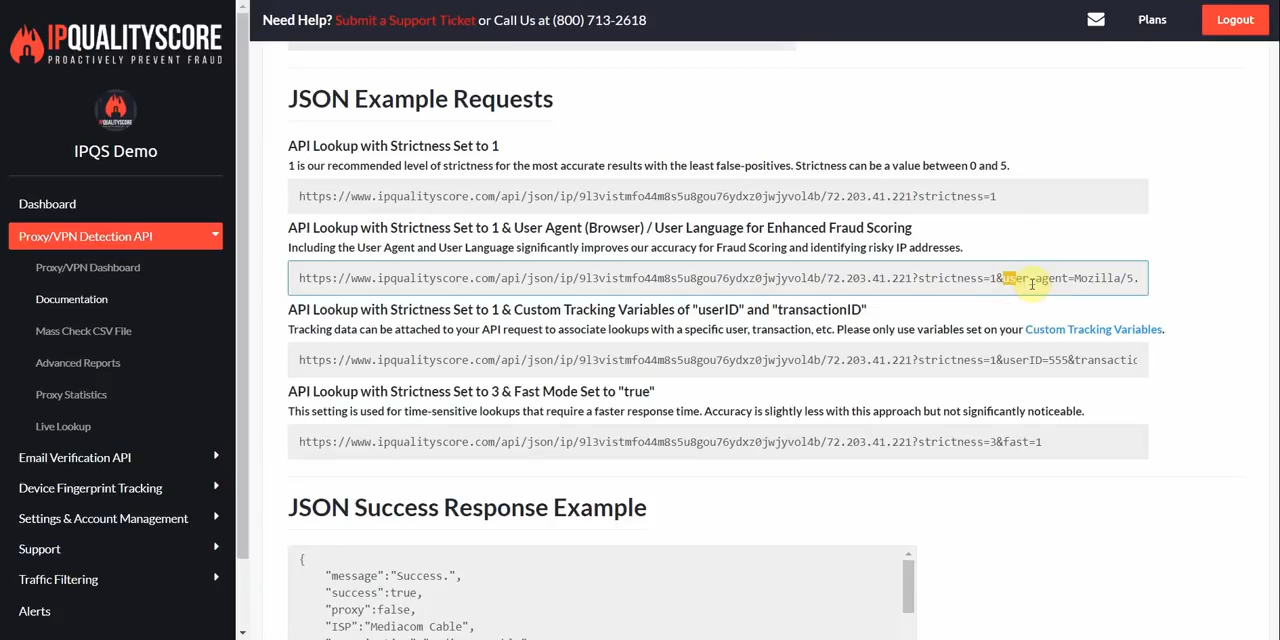 Need Help? Submit a Support Ticket or Call Us at (800) 713-2618
Plans
Logout
IPQUALITYSCORE
PROACTIVELY PREVENT FRAUD
IPQUALITYSCORE
IPQS Demo
Dashboard
Proxy/VPN Detection API
Proxy/VPN Dashboard
Documentation
Mass Check CSV File
Advanced Reports
Proxy Statistics
Live Lookup
Email Verification API
Device Fingerprint Tracking
Settings & Account Management
Support
Traffic Filtering
Alerts
JSON Example Requests
API Lookup with Strictness Set to 1
1 is our recommended level of strictness for the most accurate results with the least false-positives. Strictness can be a value between 0 and 5.
https://www.ipqualityscore.com/api/json/ip/9l3vistmfo44m8s5u8gou76ydxz0jwjyvol4b/72.203.41.221?strictness=1
API Lookup with Strictness Set to 1 & User Agent (Browser) / User Language for Enhanced Fraud Scoring
Including the User Agent and User Language significantly improves our accuracy for Fraud Scoring and identifying risky IP addresses.
https://www.ipqualityscore.com/api/json/ip/9l3vistmfo44m8s5u8gou76ydxz0jwjyvol4b/72.203.41.221?strictness=1&user-agent=Mozilla/5.
API Lookup with Strictness Set to 1 & Custom Tracking Variables of "userID" and "transactionID"
Tracking data can be attached to your API request to associate lookups with a specific user, transaction, etc. Please only use variables set on your Custom Tracking Variables.
https://www.ipqualityscore.com/api/json/ip/9l3vistmfo44m8s5u8gou76ydxz0jwjyvol4b/72.203.41.221?strictness=1&userID=555&transactio
API Lookup with Strictness Set to 3 & Fast Mode Set to "true"
This setting is used for time-sensitive lookups that require a faster response time. Accuracy is slightly less with this approach but not significantly noticeable.
https://www.ipqualityscore.com/api/json/ip/9l3vistmfo44m8s5u8gou76ydxz0jwjyvol4b/72.203.41.221?strictness=3&fast=1
JSON Success Response Example
{
"message":"Success.",
"success":true,
"proxy":false,
"ISP":"Mediacom Cable",